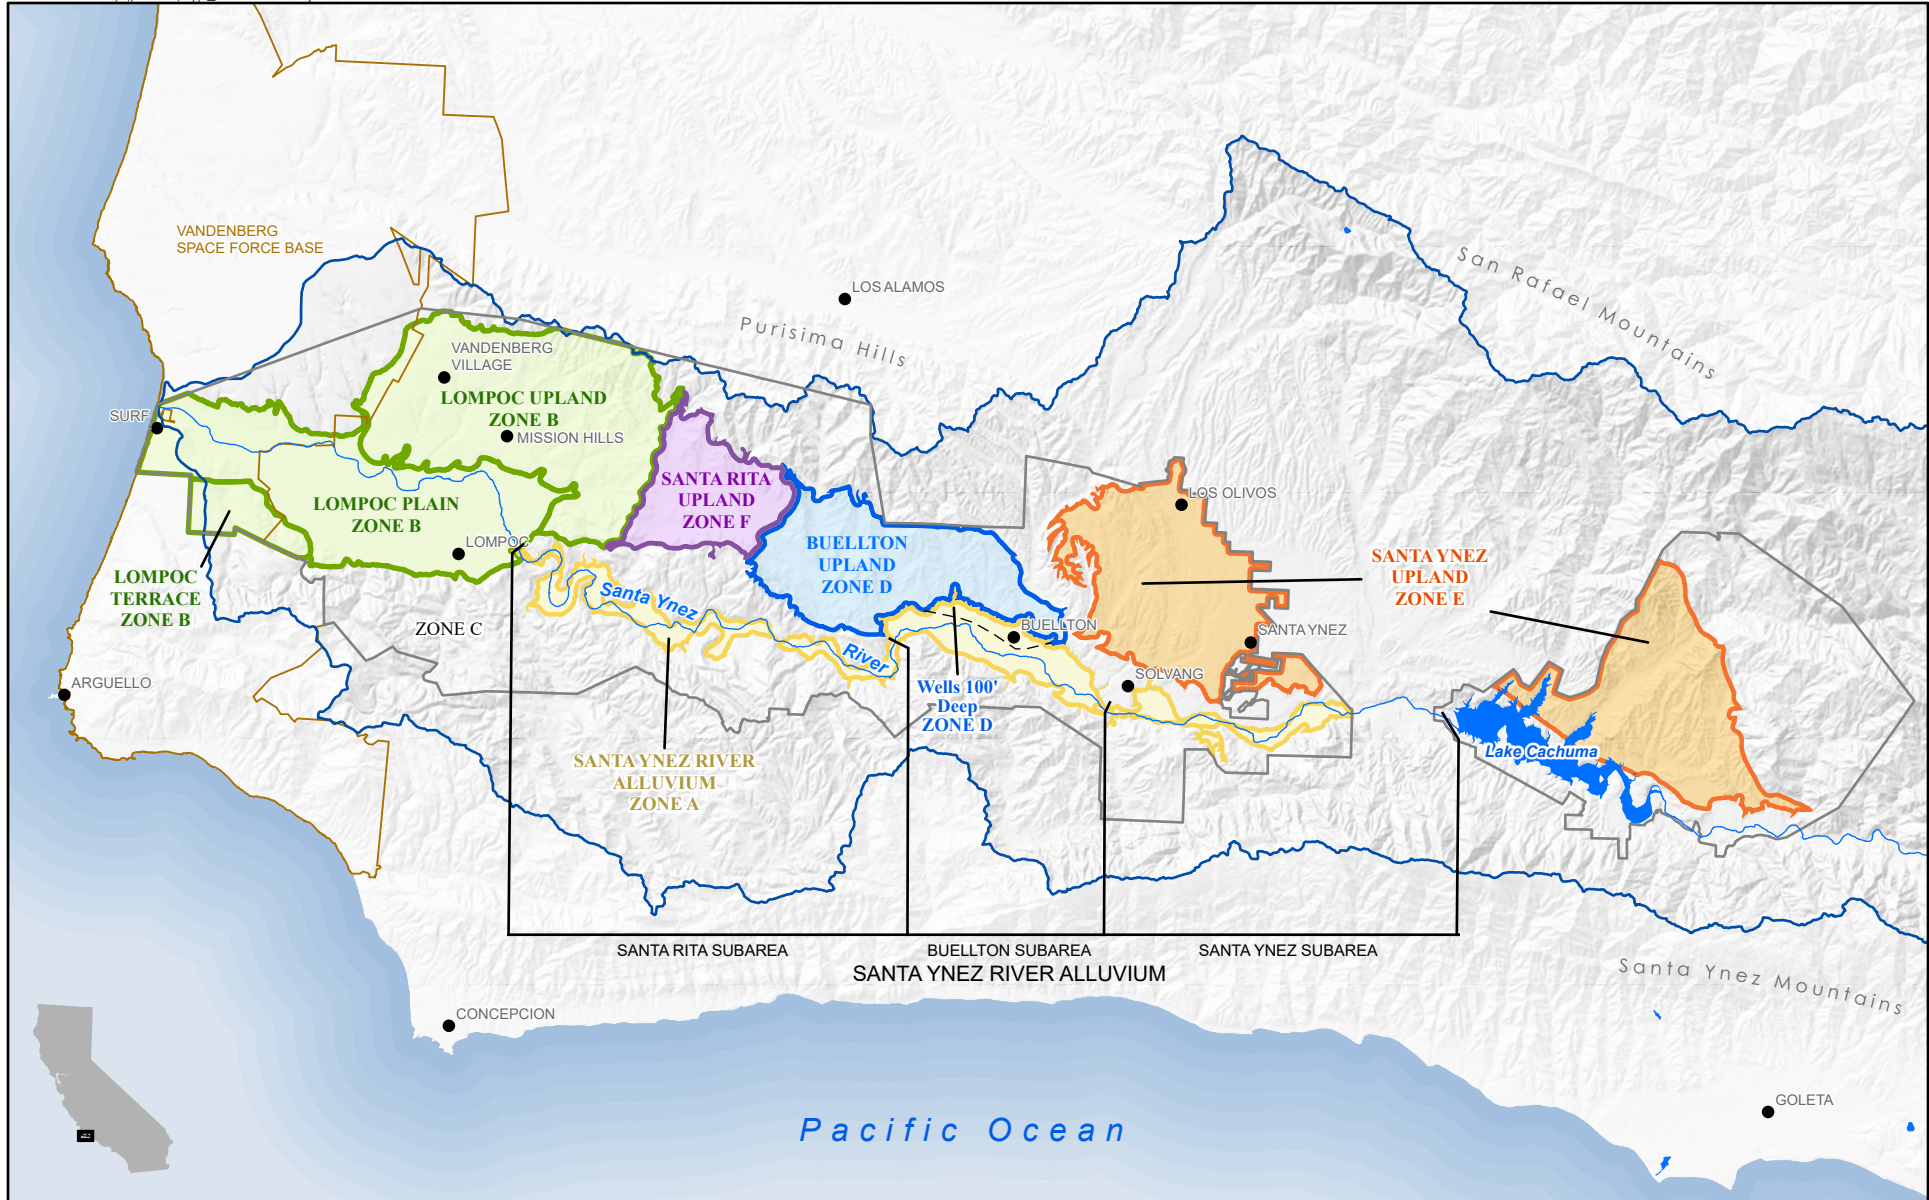 VANDENBERG
SPACE FORCE BASE
LOS ALAMOS
Purisima Hills
San Rafael Mountains
VANDENBERG
VILLAGE
LOMPOC UPLAND
ZONE B
MISSION HILLS
SURF
SANTA RITA
UPLAND
ZONE F
LOMPOC PLAIN
ZONE B
LOMPOC
LOS OLIVOS
BUELLTON
UPLAND
ZONE D
SANTA YNEZ
UPLAND
ZONE E
LOMPOC
TERRACE
ZONE B
ZONE C
Santa Ynez
River
BUELLTON
SANTA YNEZ
SOLVANG
ARGUELLO
Wells 100'
Deep
ZONE D
Lake Cachuma
SANTA YNEZ RIVER
ALLUVIUM
ZONE A
SANTA RITA SUBAREA
BUELLTON SUBAREA
SANTA YNEZ SUBAREA
SANTA YNEZ RIVER ALLUVIUM
Santa Ynez Mountains
CONCEPCION
GOLETA
Pacific Ocean